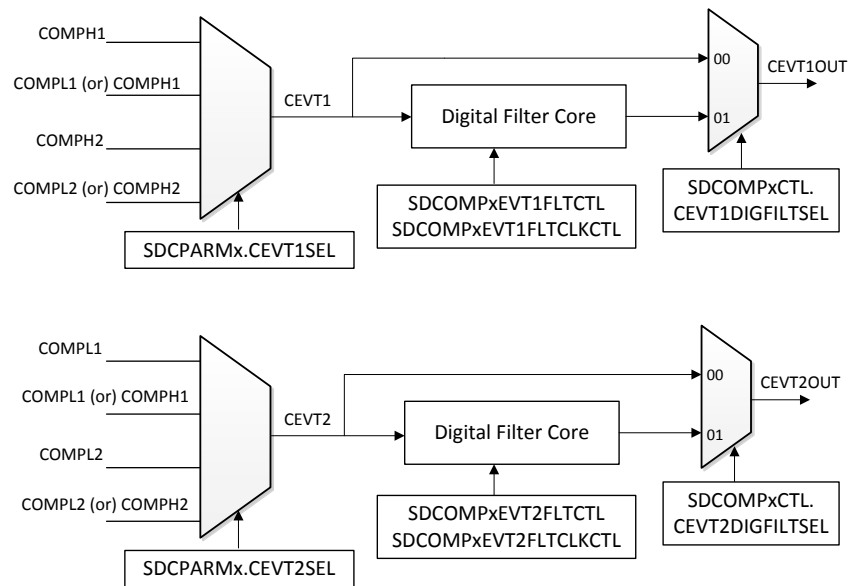 COMPH1
COMPL1 (or) COMPH1
COMPH2
COMPL2 (or) COMPH2
CEVT1
Digital Filter Core
00
01
CEVT1OUT
SDCPARMx.CEVT1SEL
SDCOMPxEVT1FLTCTL
SDCOMPxEVT1FLTCLKCTL
SDCOMPxCTL.
CEVT1DIGFILTSEL
COMPL1
COMPL1 (or) COMPH1
COMPL2
COMPL2 (or) COMPH2
CEVT2
Digital Filter Core
00
01
CEVT2OUT
SDCPARMx.CEVT2SEL
SDCOMPxEVT2FLTCTL
SDCOMPxEVT2FLTCLKCTL
SDCOMPxCTL.
CEVT2DIGFILTSEL